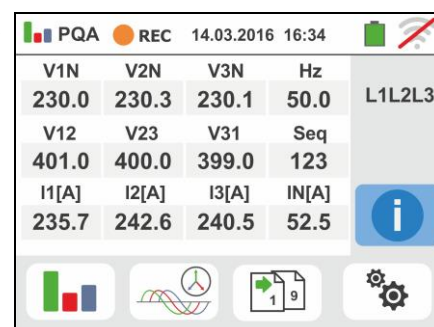 PQA REC 14.03.2016 16:34
V1N V2N V3N Hz
230.0 230.3 230.1 50.0 L1L2L3
V12 V23 V31 Seq
401.0 400.0 399.0 123
I1[A] I2[A] I3[A] IN[A]
235.7 242.6 240.5 52.5
i
1 9